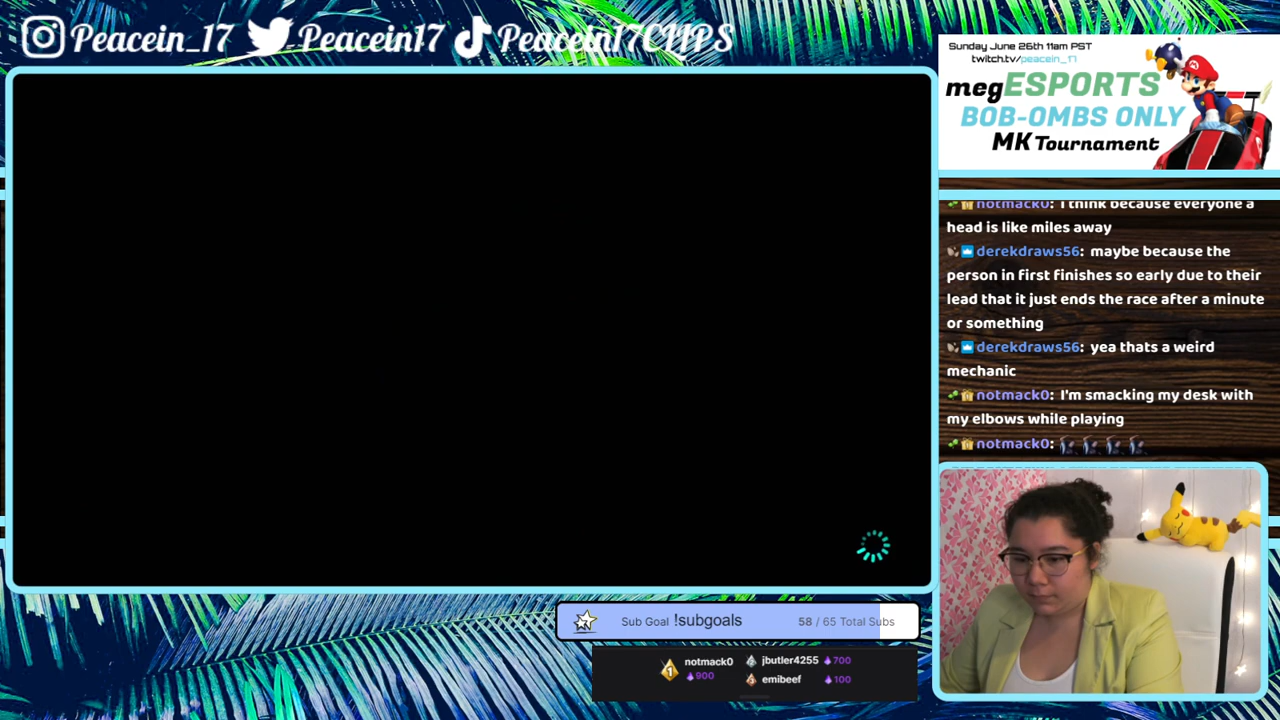 Peacein_17 Peacein17 Peacein17ClIPS
Sunday June 26th 11am PST
twitch.tv/peacein_17
megESPORTS
BOB-OMBS ONLY
MK Tournament
notmack0: I think because everyone a
head is like miles away
derekdraws56: maybe because the
person in first finishes so early due to their
lead that it just ends the race after a minute
or something
derekdraws56: yea thats a weird
mechanic
notmack0: I'm smacking my desk with
my elbows while playing
notmack0:
Sub Goal !subgoals 58 / 65 Total Subs
1 notmack0 900
2 jbutler4255 700
3 emibeef 100